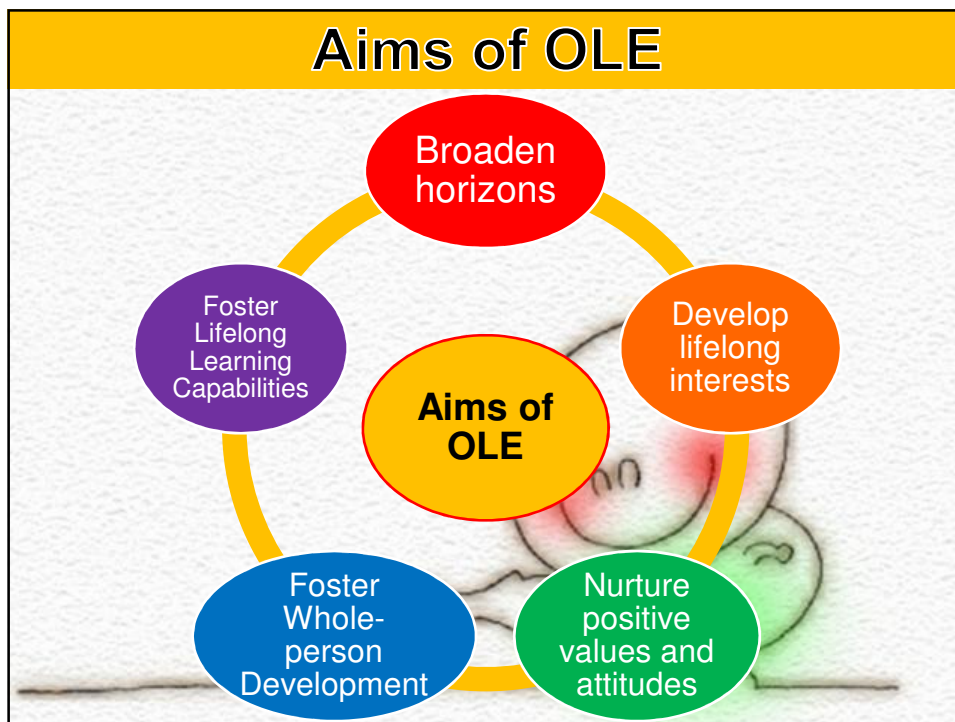 Aims of OLE
Broaden
horizons
Develop
lifelong
interests
Nurture
positive
values and
attitudes
Foster
Whole-
person
Development
Foster
Lifelong
Learning
Capabilities
Aims of
OLE